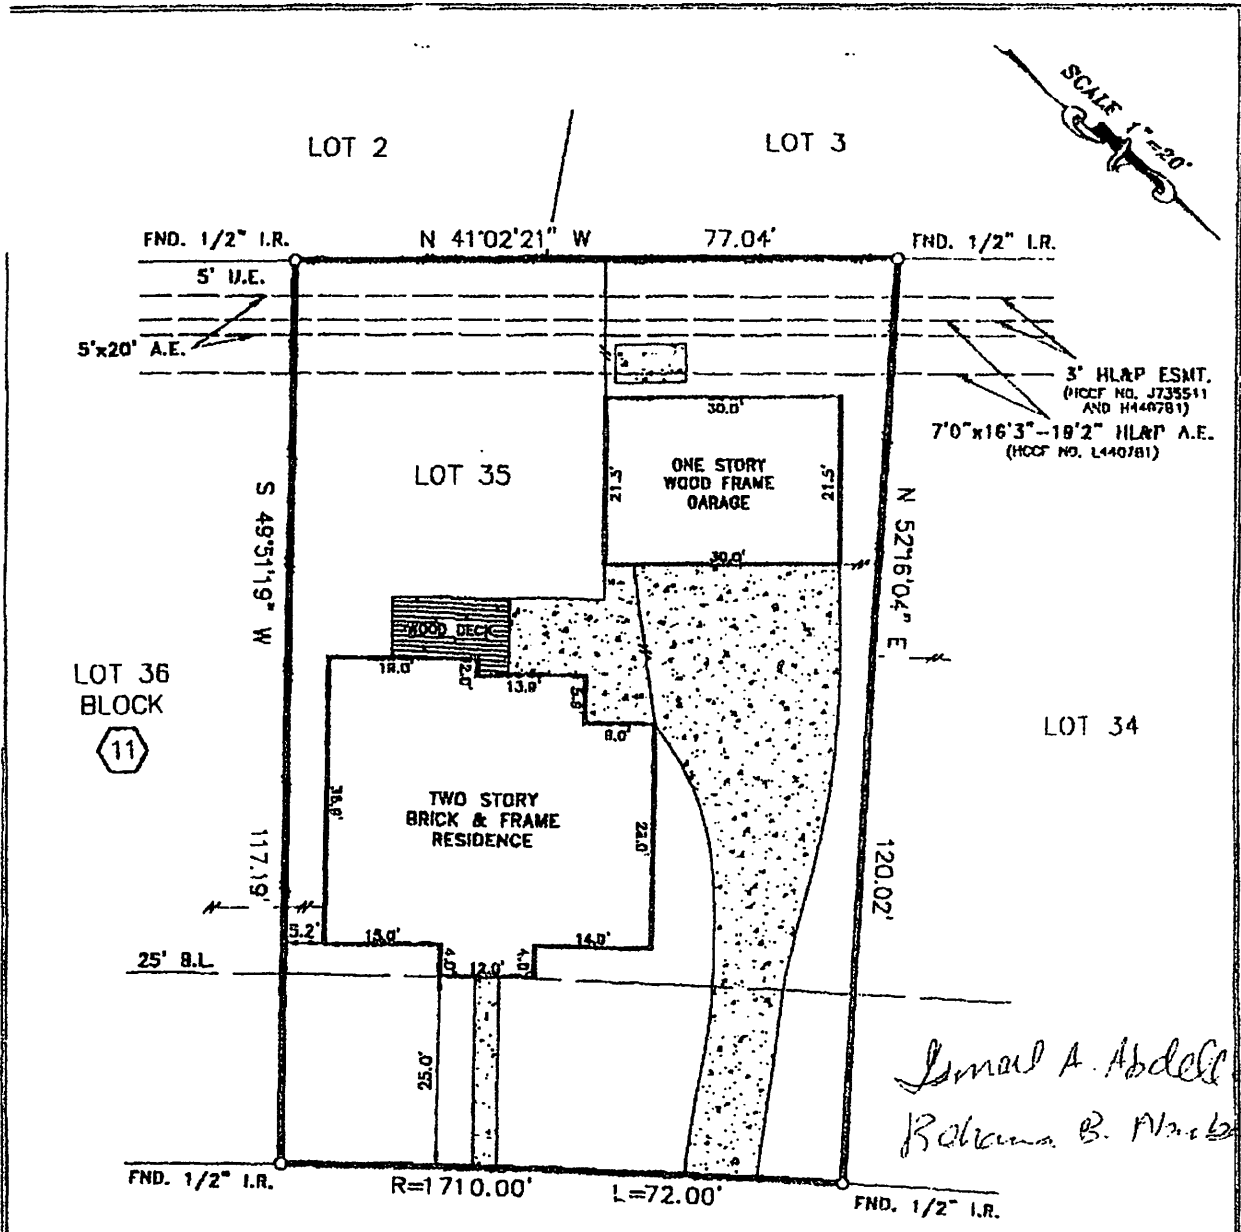 SCALE 1"=20'
LOT 2
LOT 3
FND. 1/2" I.R.
N 41°02'21" W
77.04'
FND. 1/2" I.R.
5' U.E.
5'x20' A.E.
3' HL&P ESMT.
(HCCF NO. J735511
AND H440781)
7'0"x16'3"-19'2" HL&P A.E.
(HCCF NO. L440781)
30.0'
LOT 35
ONE STORY
WOOD FRAME
GARAGE
21.5'
21.5'
30.0'
S 49°51'19" W
N 52°16'04" E
WOOD DECK
19.0'
2.0'
13.9'
5.8'
8.0'
LOT 36
BLOCK
11
LOT 34
TWO STORY
BRICK & FRAME
RESIDENCE
22.0'
117.19'
120.02'
5.2'
15.0'
14.0'
25' B.L.
4.0'
12.0'
4.0'
25.0'
Ismail A.
B.
FND. 1/2" I.R.
R=1710.00'
L=72.00'
FND. 1/2" I.R.